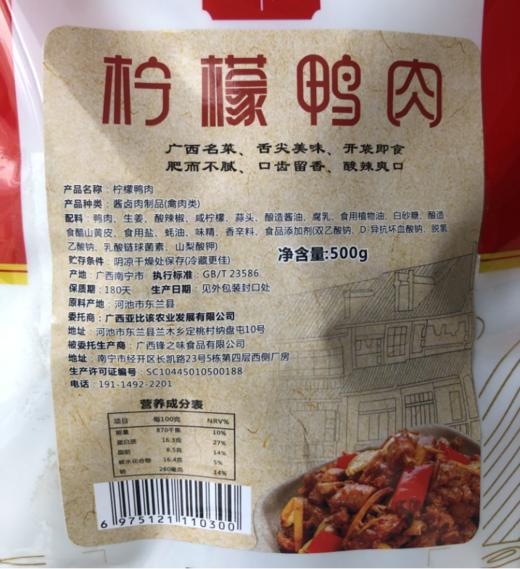 柠檬鸭肉
广西名菜、舌尖美味、开袋即食
肥而不腻、口齿留香、酸辣爽口
产品名称：柠檬鸭肉
产品种类：酱卤肉制品(禽肉类)
配料：鸭肉、生姜、酸辣椒、咸柠檬、蒜头、酿造酱油、腐乳、食用植物油、白砂糖、酿造
食醋山黄皮、食用盐、蚝油、味精、香辛料、食品添加剂(双乙酸钠、D-异抗坏血酸钠、脱氢
乙酸钠、乳酸链球菌素、山梨酸钾)
贮存条件：阴凉干燥处保存(冷藏更佳)
净含量:500g
产地：广西南宁市 执行标准：GB/T 23586
保质期：180天 生产日期：见外包装封口处
原料产地：河池市东兰县
委托商：广西亚比该农业发展有限公司
地址：河池市东兰县兰木乡定桃村纳盘屯10号
被委托生产商：广西锋之味食品有限公司
地址：南宁市经开区长凯路23号5栋第四层西侧厂房
生产许可证编号：SC10445010500188
电话：191-1492-2201
营养成分表
项目 每100克 NRV%
能量 870千焦 10%
蛋白质 16.3克 27%
脂肪 8.5克 14%
碳水化合物 16.4克 5%
钠 280毫克 14%
6 975121 110300